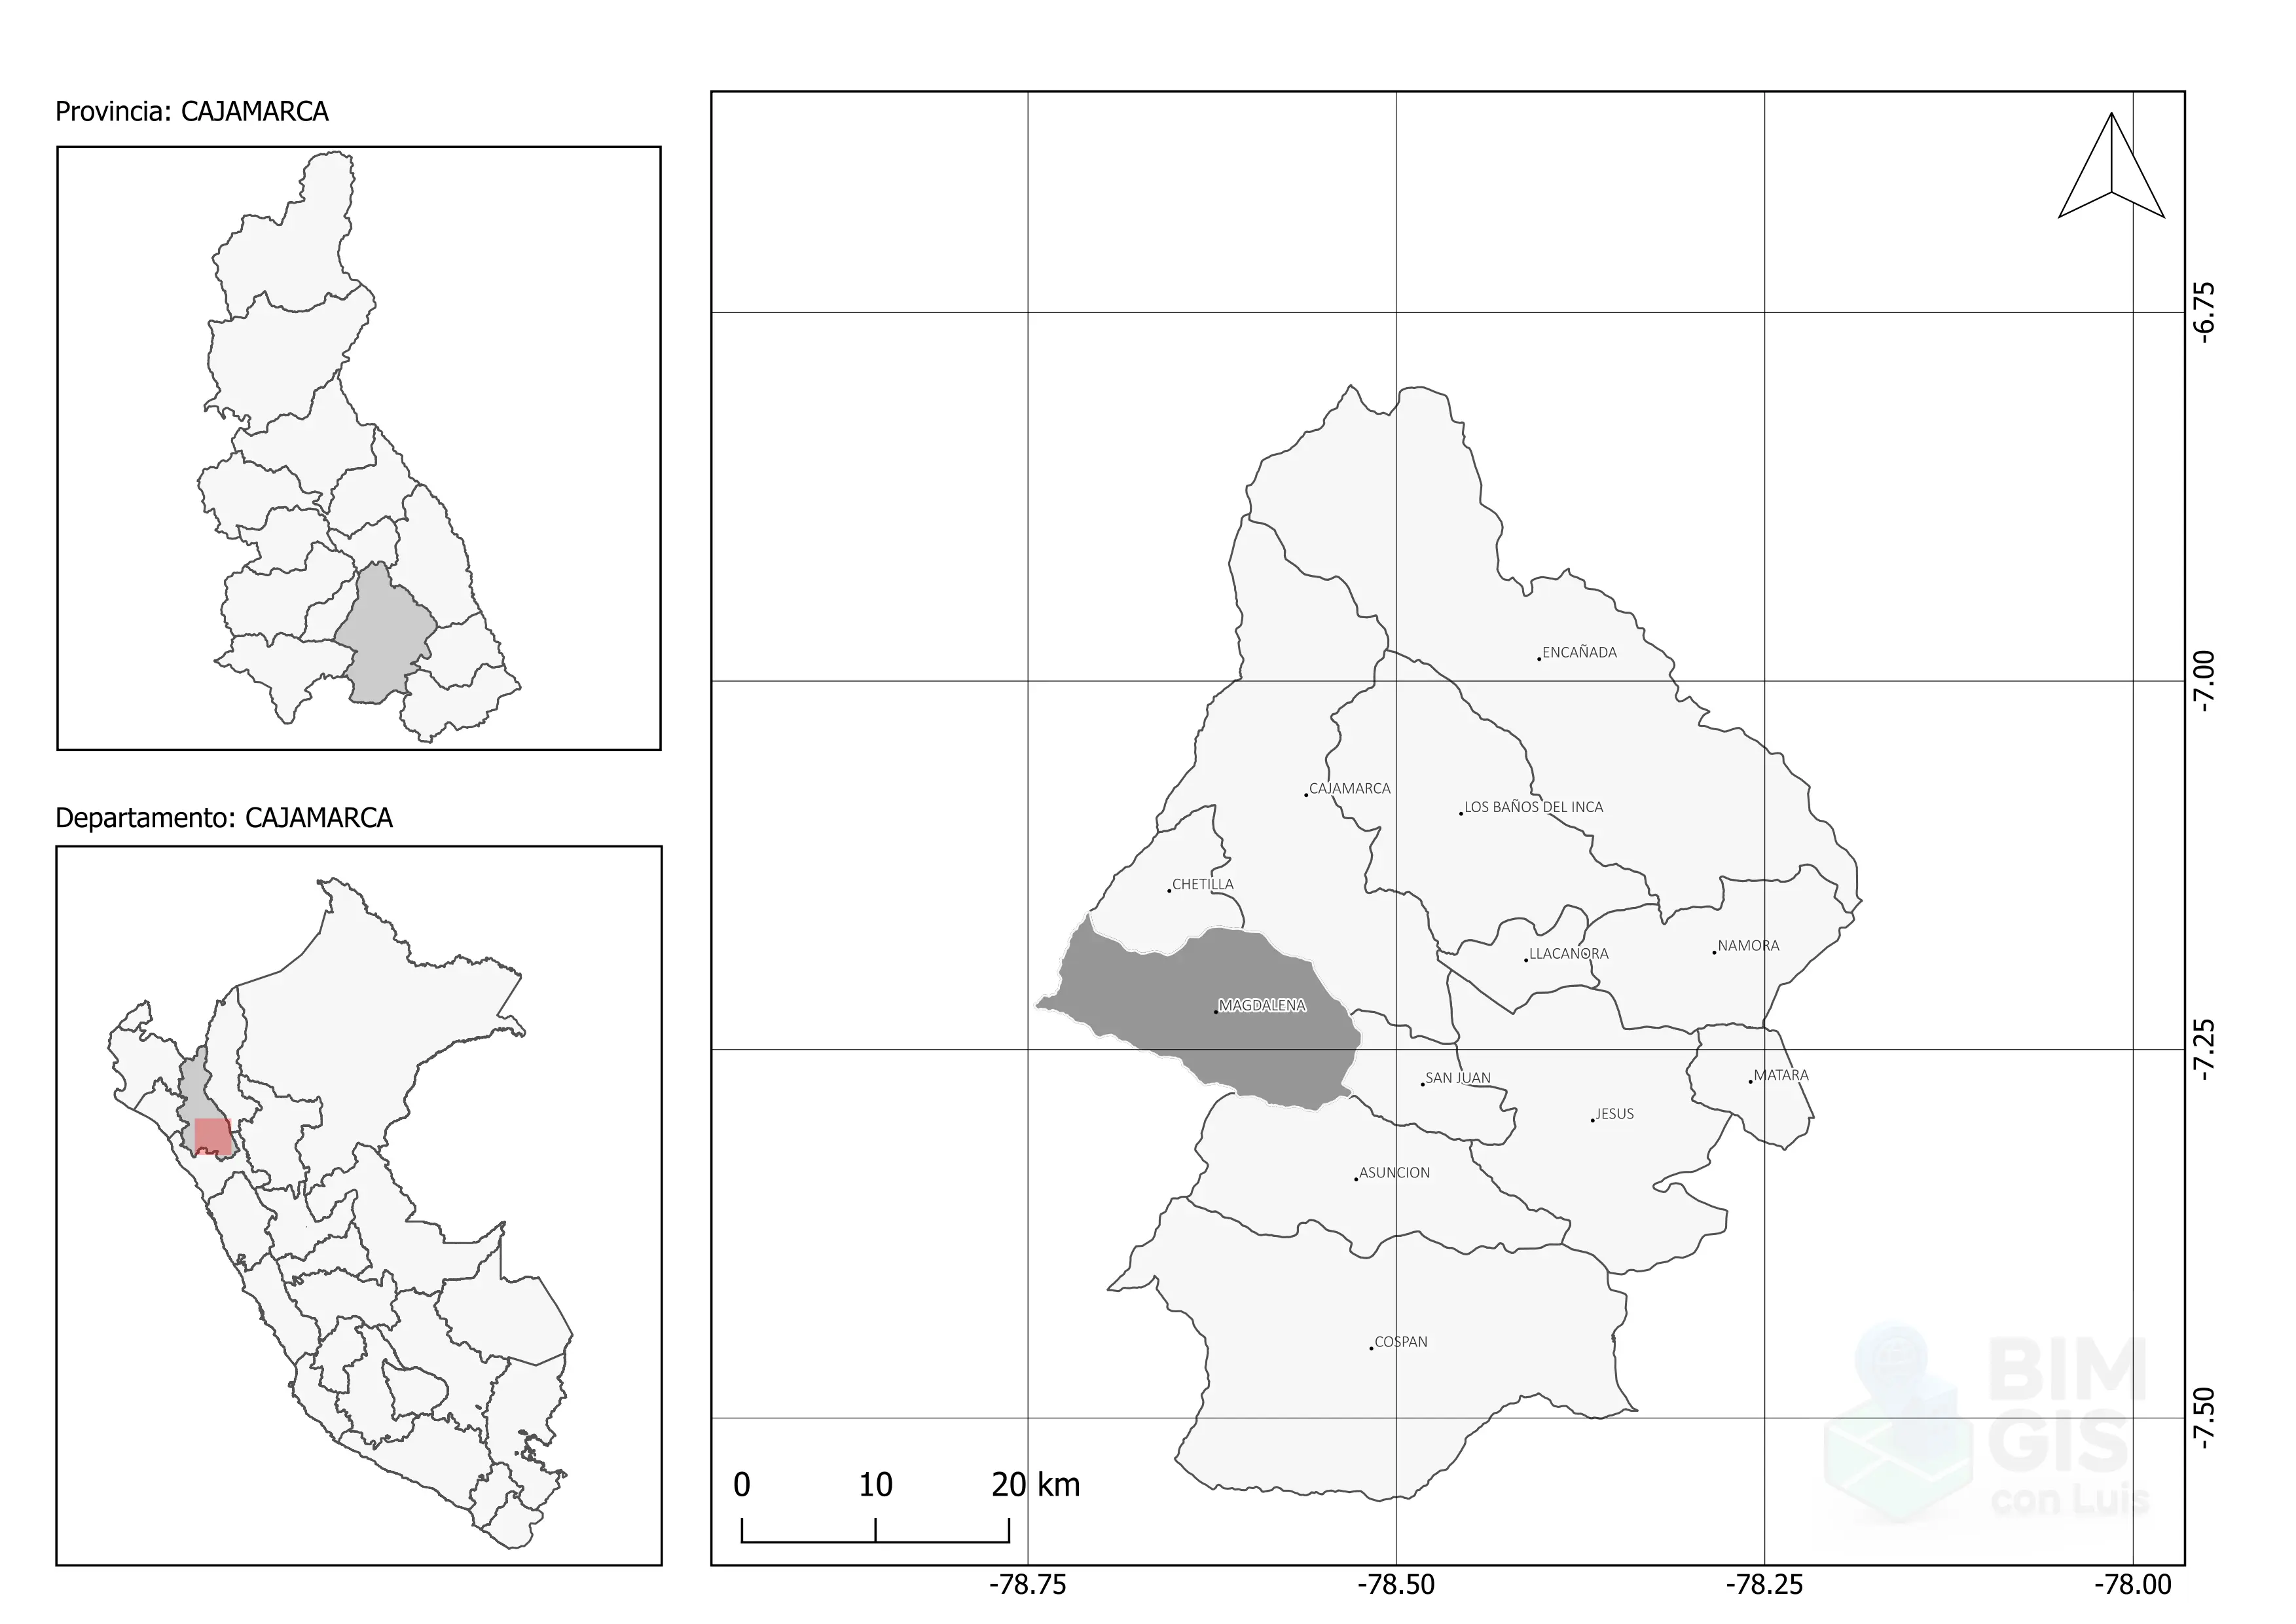 Provincia: CAJAMARCA
Departamento: CAJAMARCA
ENCAÑADA
CAJAMARCA
LOS BAÑOS DEL INCA
CHETILLA
NAMORA
LLACANORA
MAGDALENA
MATARA
SAN JUAN
JESUS
ASUNCION
COSPAN
-6.75
-7.00
-7.25
-7.50
0 10 20 km
-78.75 -78.50 -78.25 -78.00
BIM
GIS
con Luis